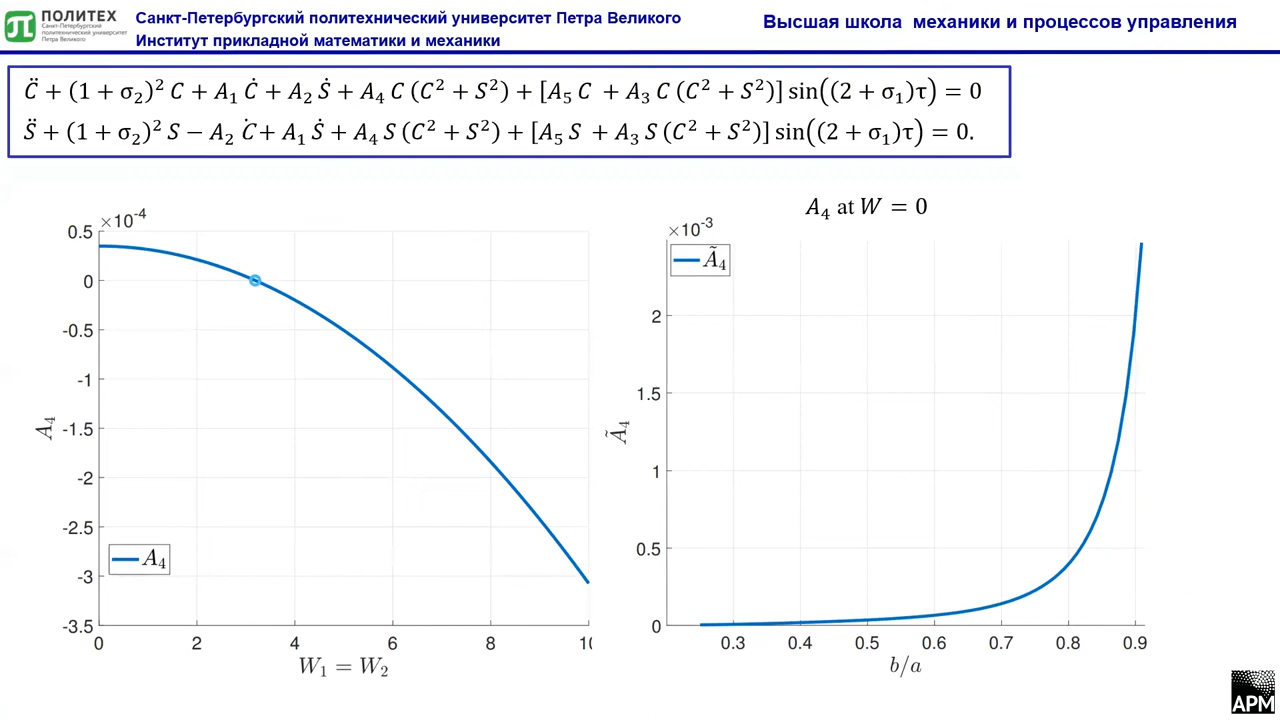 ПОЛИТЕХ
Санкт-Петербургский
политехнический университет
Петра Великого
Санкт-Петербургский политехнический университет Петра Великого
Институт прикладной математики и механики
Высшая школа механики и процессов управления
C̈ + (1 + σ₂)² C + A₁ Ċ + A₂ Ṡ + A₄ C (C² + S²) + [A₅ C + A₃ C (C² + S²)] sin((2 + σ₁)τ) = 0
S̈ + (1 + σ₂)² S − A₂ Ċ + A₁ Ṡ + A₄ S (C² + S²) + [A₅ S + A₃ S (C² + S²)] sin((2 + σ₁)τ) = 0.
×10⁻⁴
0.5
0
-0.5
-1
-1.5
-2
-2.5
-3
-3.5
A₄
A₄
0 2 4 6 8 10
W₁ = W₂
A₄ at W = 0
×10⁻³
Ã₄
2
1.5
1
0.5
0
Ã₄
0.3 0.4 0.5 0.6 0.7 0.8 0.9
b/a
APM